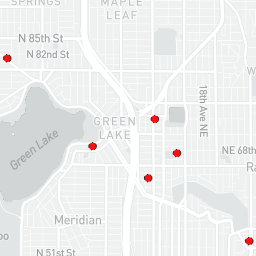 SPRINGS
MAPLE
LEAF
N 85th St
N 82nd St
W
18th Ave NE
GREEN
LAKE
Green Lake
NE 68th
Ra
Meridian
bo
N 51st St